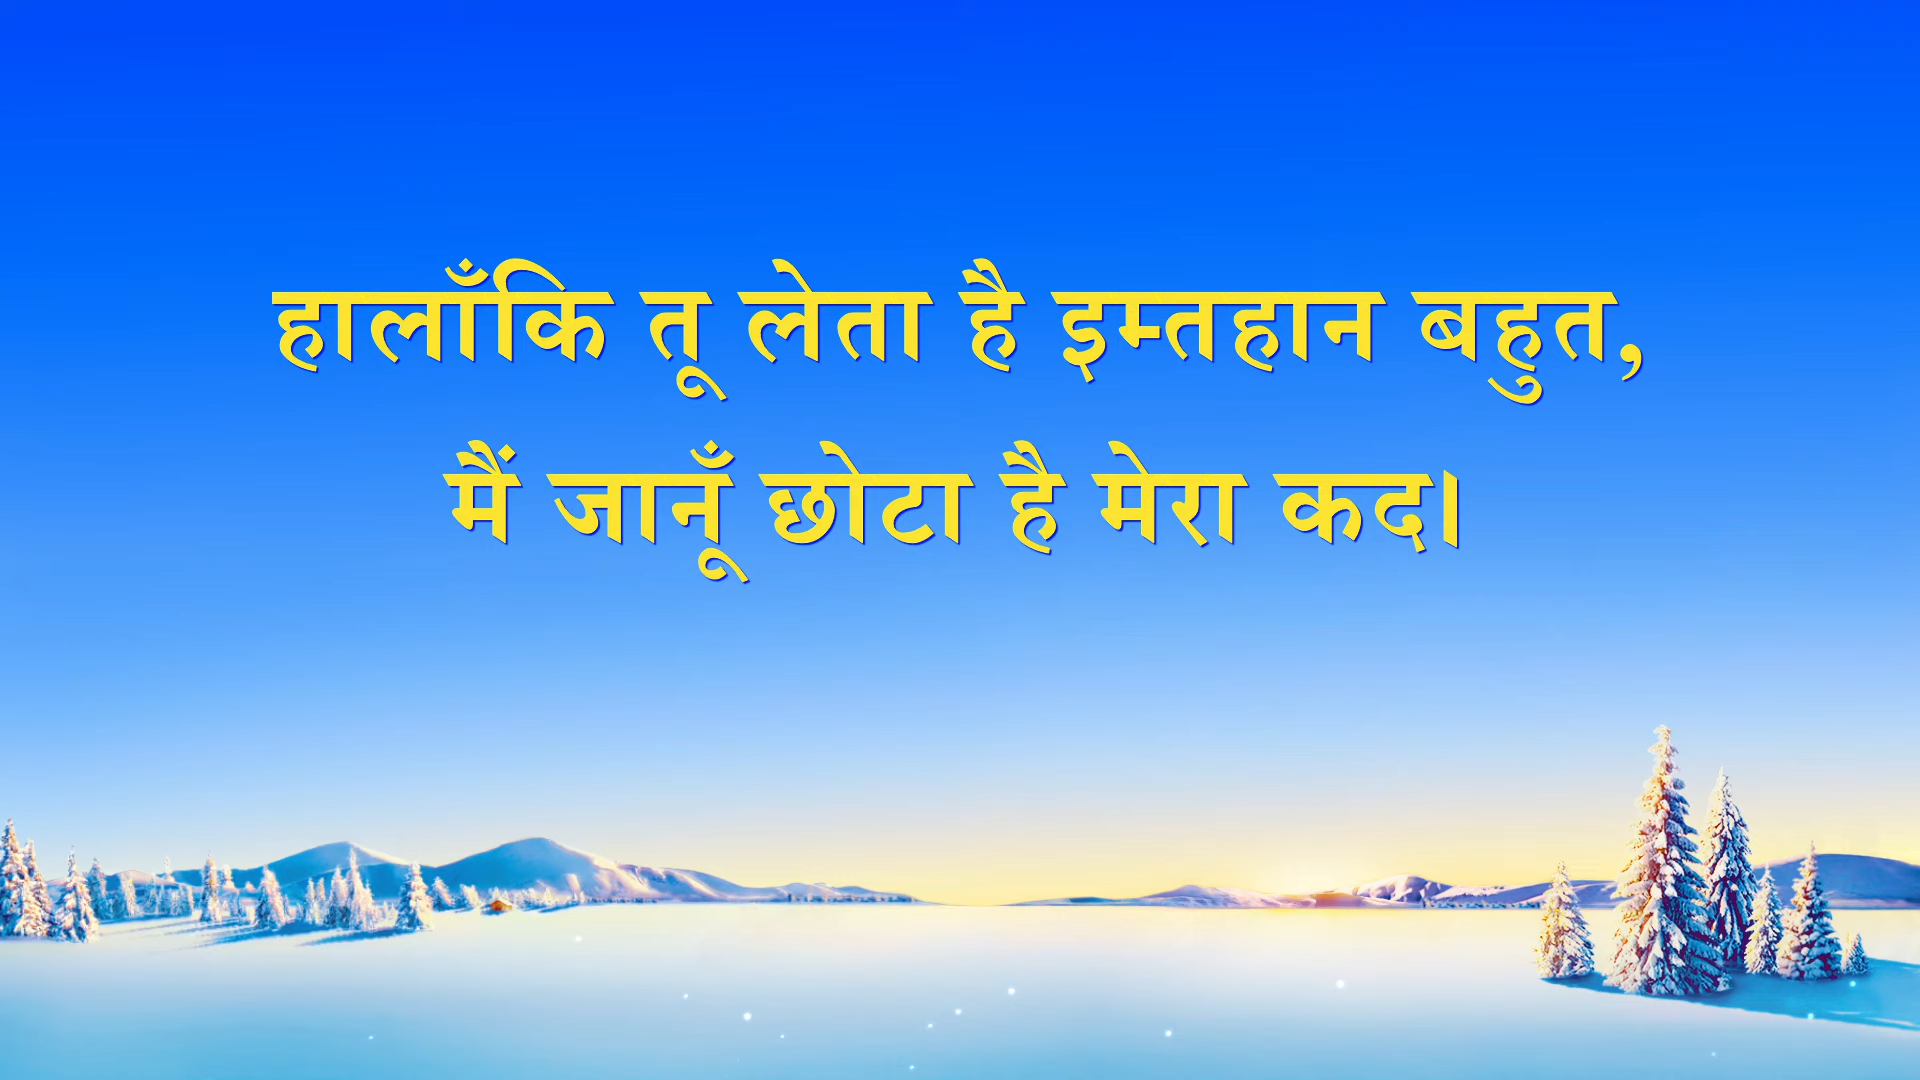 हालाँकि तू लेता है इम्तहान बहुत,
मैं जानूँ छोटा है मेरा कद।